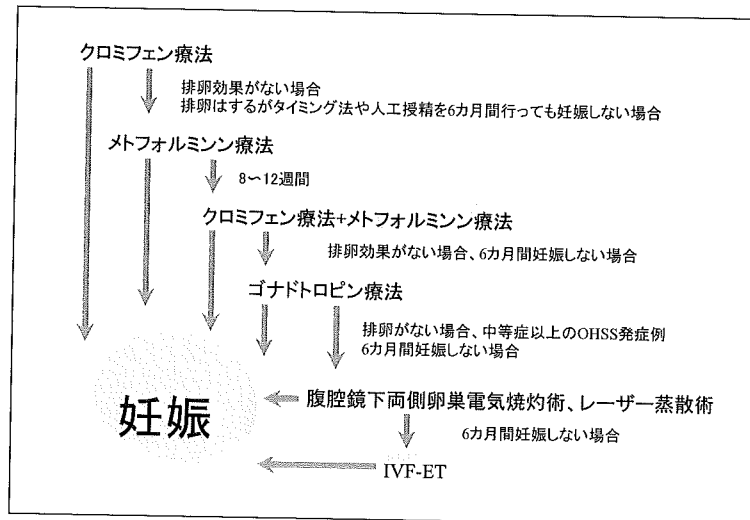 クロミフェン療法
排卵効果がない場合
排卵はするがタイミング法や人工授精を6カ月間行っても妊娠しない場合
メトフォルミンン療法
8〜12週間
クロミフェン療法+メトフォルミンン療法
排卵効果がない場合、6カ月間妊娠しない場合
ゴナドトロピン療法
排卵がない場合、中等症以上のOHSS発症例
6カ月間妊娠しない場合
腹腔鏡下両側卵巣電気焼灼術、レーザー蒸散術
妊娠
6カ月間妊娠しない場合
IVF-ET